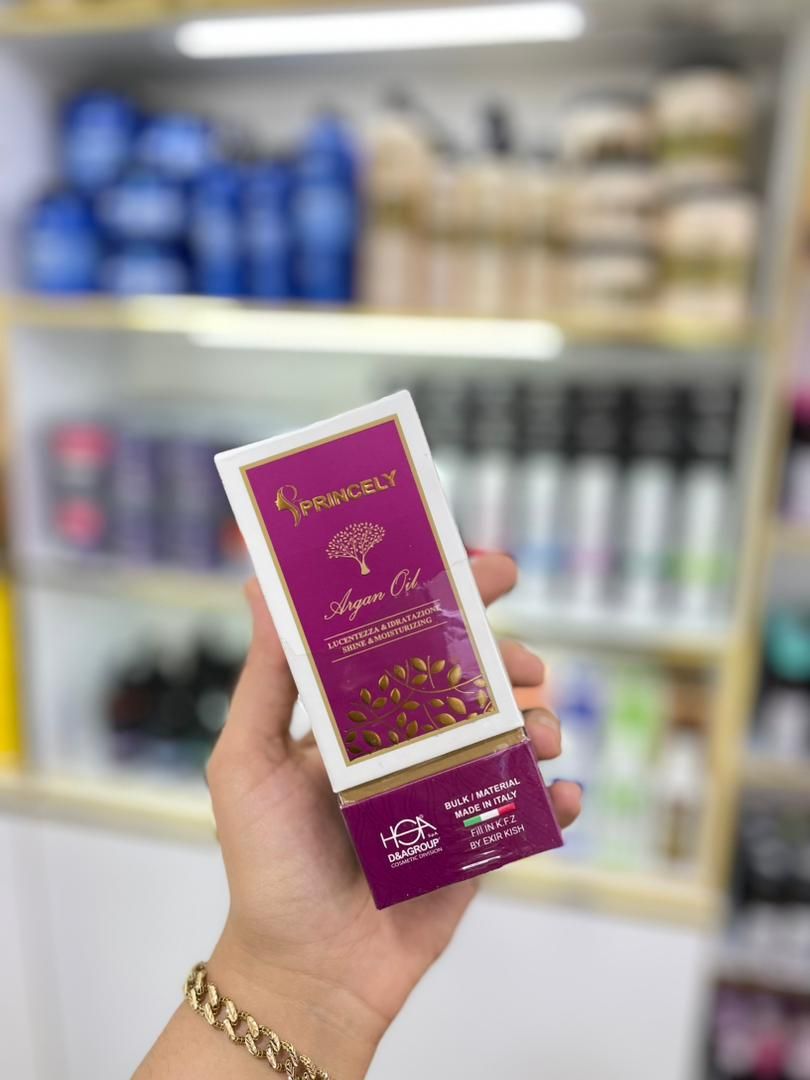 PRINCELY
Argan Oil
LUCENTEZZA & IDRATAZIONE
SHINE & MOISTURIZING
HSA S.p.A
D&AGROUP
COSMETIC DIVISION
BULK / MATERIAL
MADE IN ITALY
Fill IN K.F.Z
BY EXIR KISH